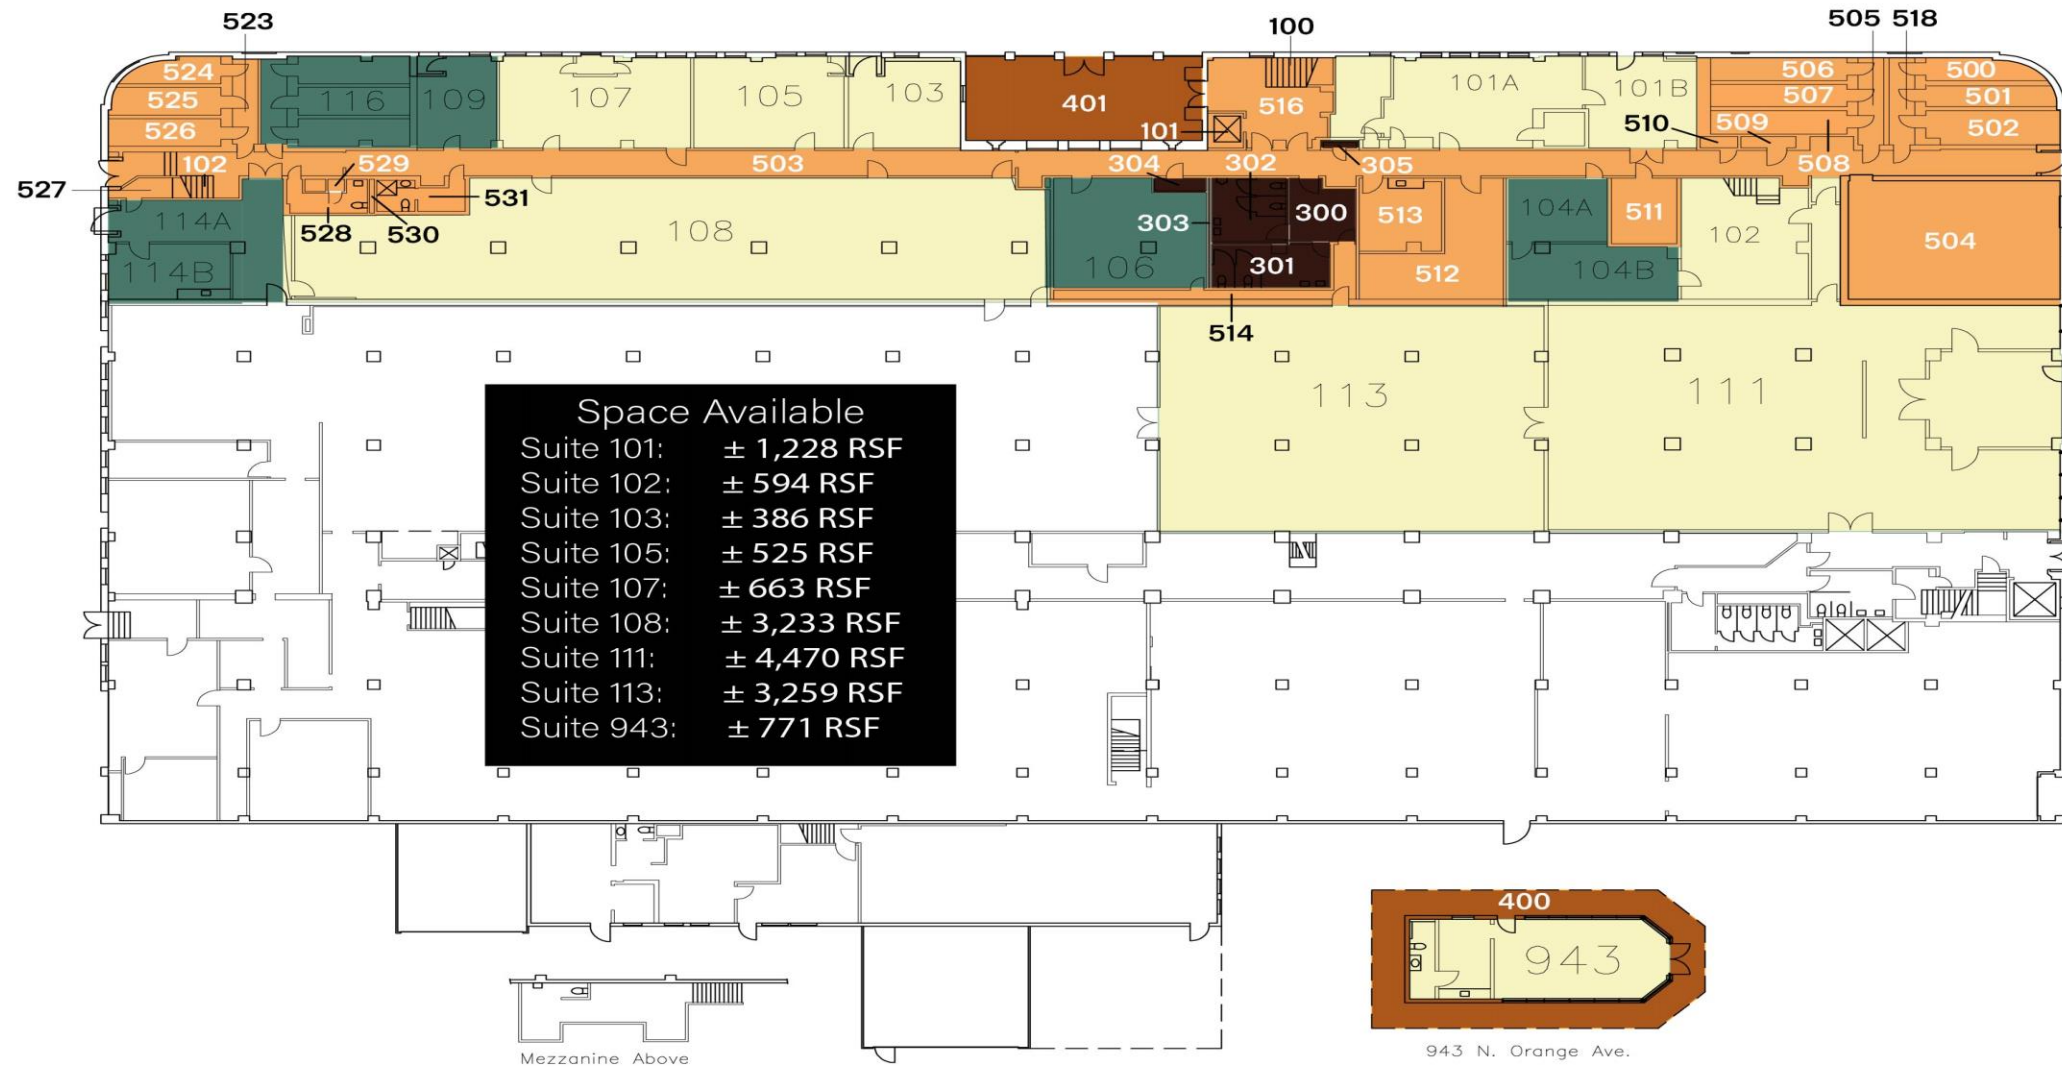 523
100
505 518
524
525
526
116
109
107
105
103
401
101
516
101A
101B
510
509
506
507
508
500
501
502
527
102
529
528
530
531
503
304
302
305
303
300
301
513
512
511
104A
104B
102
504
114A
114B
108
106
514
113
111
Space Available
Suite 101: ± 1,228 RSF
Suite 102: ± 594 RSF
Suite 103: ± 386 RSF
Suite 105: ± 525 RSF
Suite 107: ± 663 RSF
Suite 108: ± 3,233 RSF
Suite 111: ± 4,470 RSF
Suite 113: ± 3,259 RSF
Suite 943: ± 771 RSF
400
943
943 N. Orange Ave.
Mezzanine Above